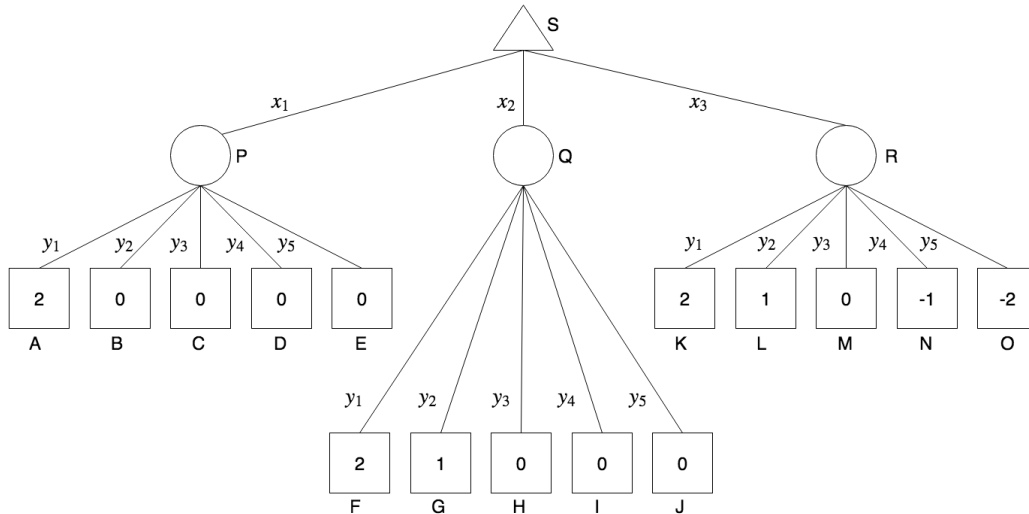 S
x₁ x₂ x₃
P Q R
y₁ y₂ y₃ y₄ y₅ y₁ y₂ y₃ y₄ y₅
2 0 0 0 0 2 1 0 -1 -2
A B C D E K L M N O
y₁ y₂ y₃ y₄ y₅
2 1 0 0 0
F G H I J